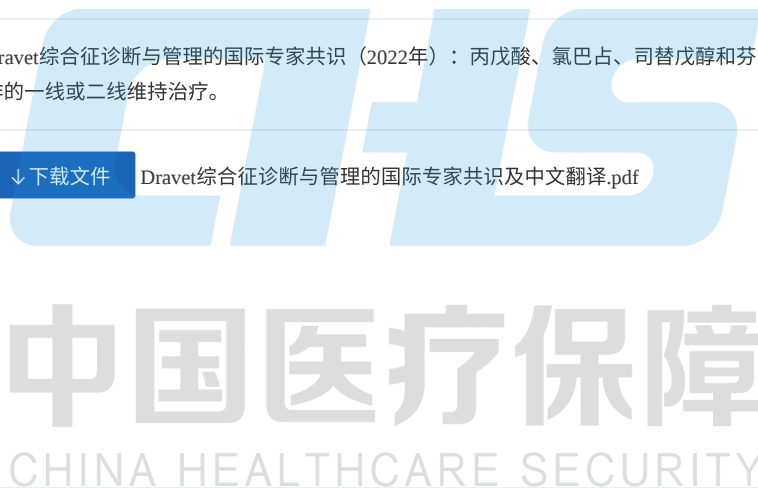 ravet综合征诊断与管理的国际专家共识（2022年）：丙戊酸、氯巴占、司替戊醇和芬
的一线或二线维持治疗。
↓下载文件 Dravet综合征诊断与管理的国际专家共识及中文翻译.pdf
CHS
中国医疗保障
CHINA HEALTHCARE SECURITY